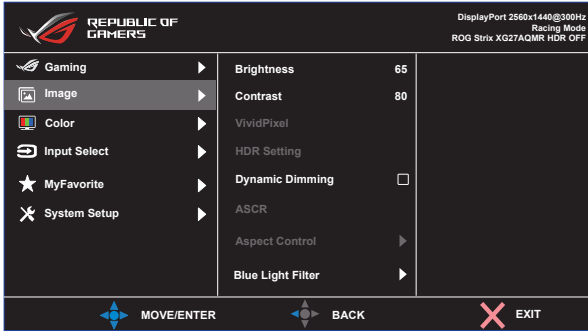 REPUBLIC OF
GAMERS
DisplayPort 2560x1440@300Hz
Racing Mode
ROG Strix XG27AQMR HDR OFF
Gaming
Image
Color
Input Select
MyFavorite
System Setup
Brightness 65
Contrast 80
VividPixel
HDR Setting
Dynamic Dimming
ASCR
Aspect Control
Blue Light Filter
MOVE/ENTER
BACK
EXIT